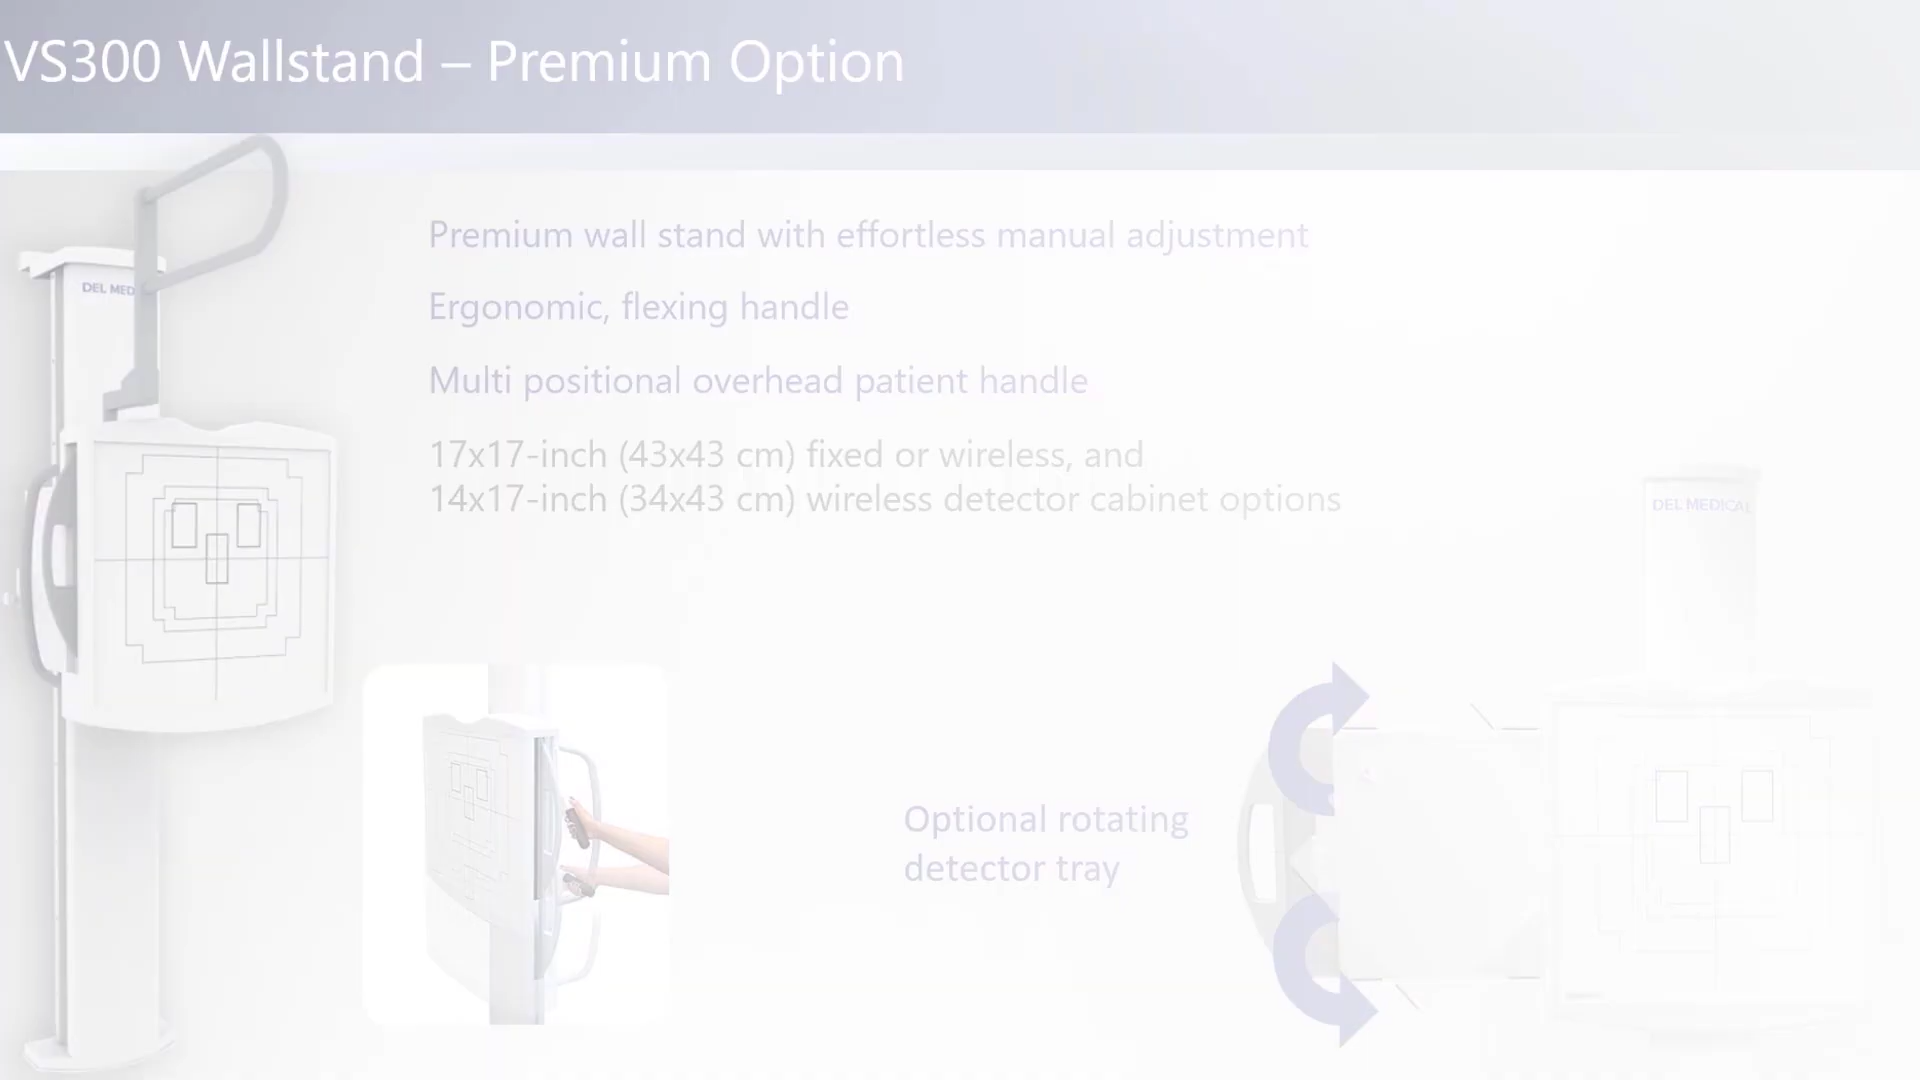 VS300 Wallstand – Premium Option
DEL MED
Premium wall stand with effortless manual adjustment
Ergonomic, flexing handle
Multi positional overhead patient handle
17x17-inch (43x43 cm) fixed or wireless, and
14x17-inch (34x43 cm) wireless detector cabinet options
DEL MEDICAL
Optional rotating
detector tray